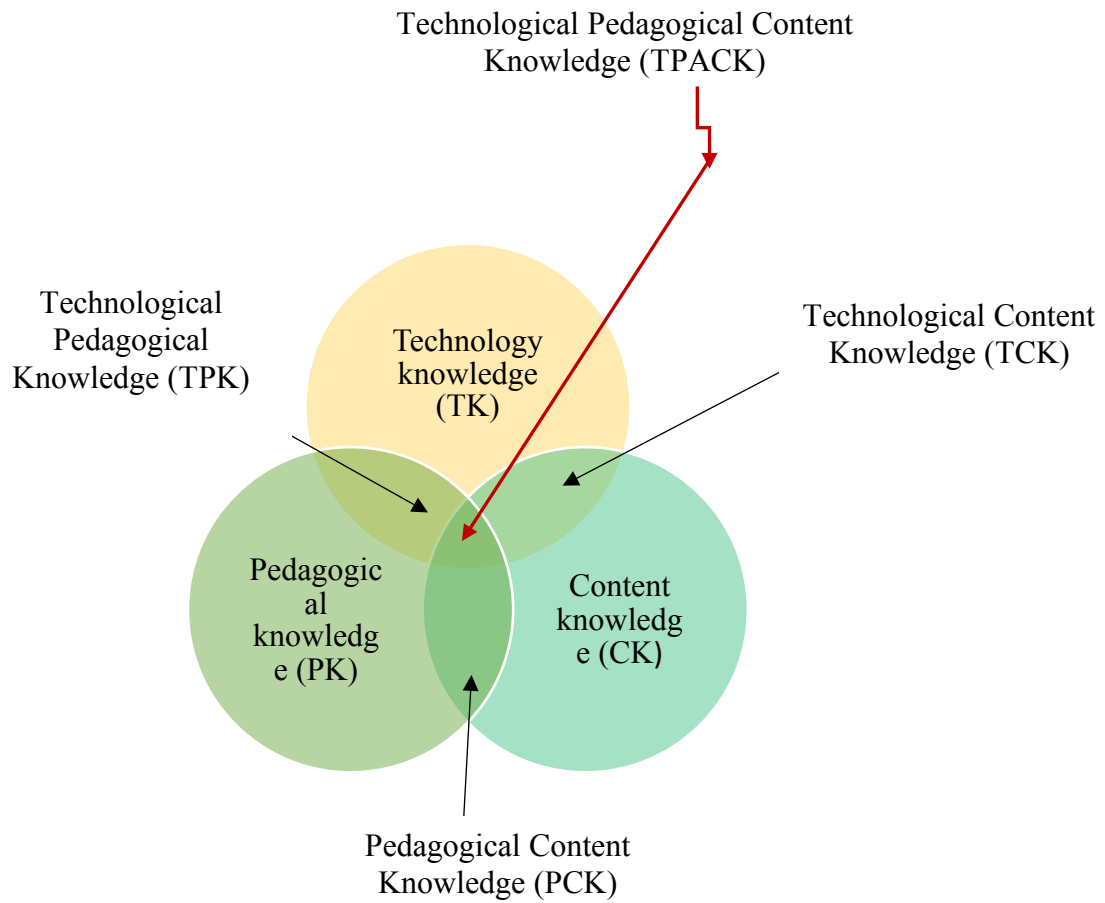 Technological Pedagogical Content
Knowledge (TPACK)
Technological
Pedagogical
Knowledge (TPK)
Technology
knowledge
(TK)
Technological Content
Knowledge (TCK)
Pedagogic
al
knowledg
e (PK)
Content
knowledg
e (CK)
Pedagogical Content
Knowledge (PCK)